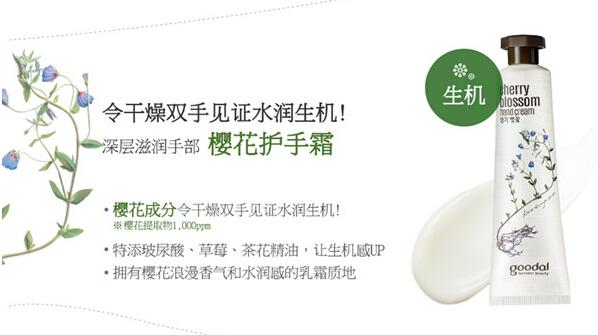 令干燥双手见证水润生机!
深层滋润手部 樱花护手霜
• 樱花成分令干燥双手见证水润生机!
※樱花提取物1,000ppm
• 特添玻尿酸、草莓、茶花精油，让生机感UP
• 拥有樱花浪漫香气和水润感的乳霜质地
生机
cherry
blossom
hand cream
goodal